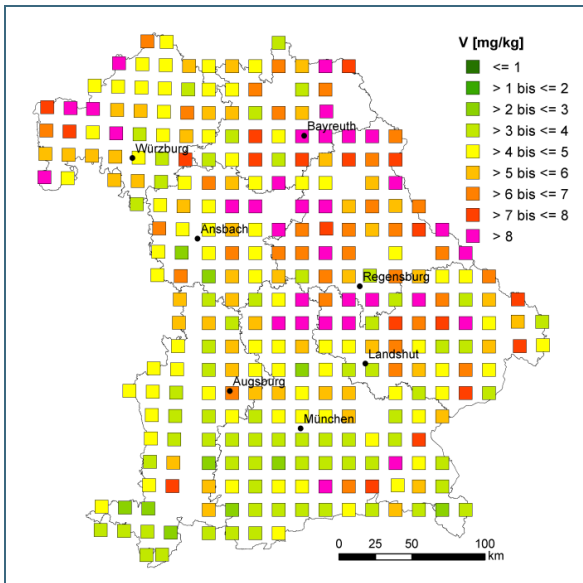 V [mg/kg]
<= 1
> 1 bis <= 2
> 2 bis <= 3
> 3 bis <= 4
> 4 bis <= 5
> 5 bis <= 6
> 6 bis <= 7
> 7 bis <= 8
> 8
Bayreuth
Würzburg
Ansbach
Regensburg
Landshut
Augsburg
München
0 25 50 100
km